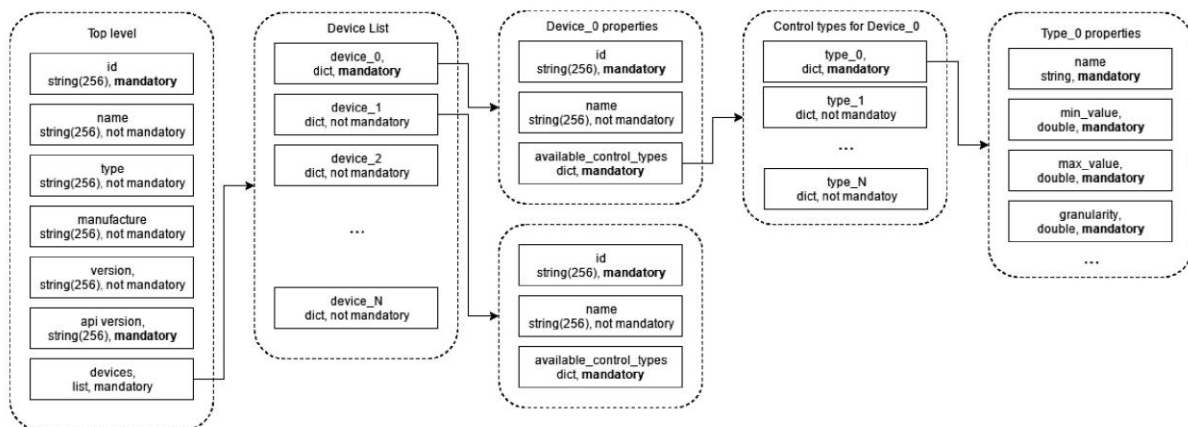 Top level
id
string(256), mandatory
name
string(256), not mandatory
type
string(256), not mandatory
manufacture
string(256), not mandatory
version,
string(256), not mandatory
api version,
string(256), mandatory
devices,
list, mandatory
Device List
device_0,
dict, mandatory
device_1
dict, not mandatory
device_2
dict, not mandatory
...
device_N
dict, not mandatory
Device_0 properties
id
string(256), mandatory
name
string(256), not mandatory
available_control_types
dict, mandatory
id
string(256), mandatory
name
string(256), not mandatory
available_control_types
dict, mandatory
Control types for Device_0
type_0,
dict, mandatory
type_1
dict, not mandatoy
...
type_N
dict, not mandatoy
Type_0 properties
name
string, mandatory
min_value,
double, mandatory
max_value,
double, mandatory
granularity,
double, mandatory
...